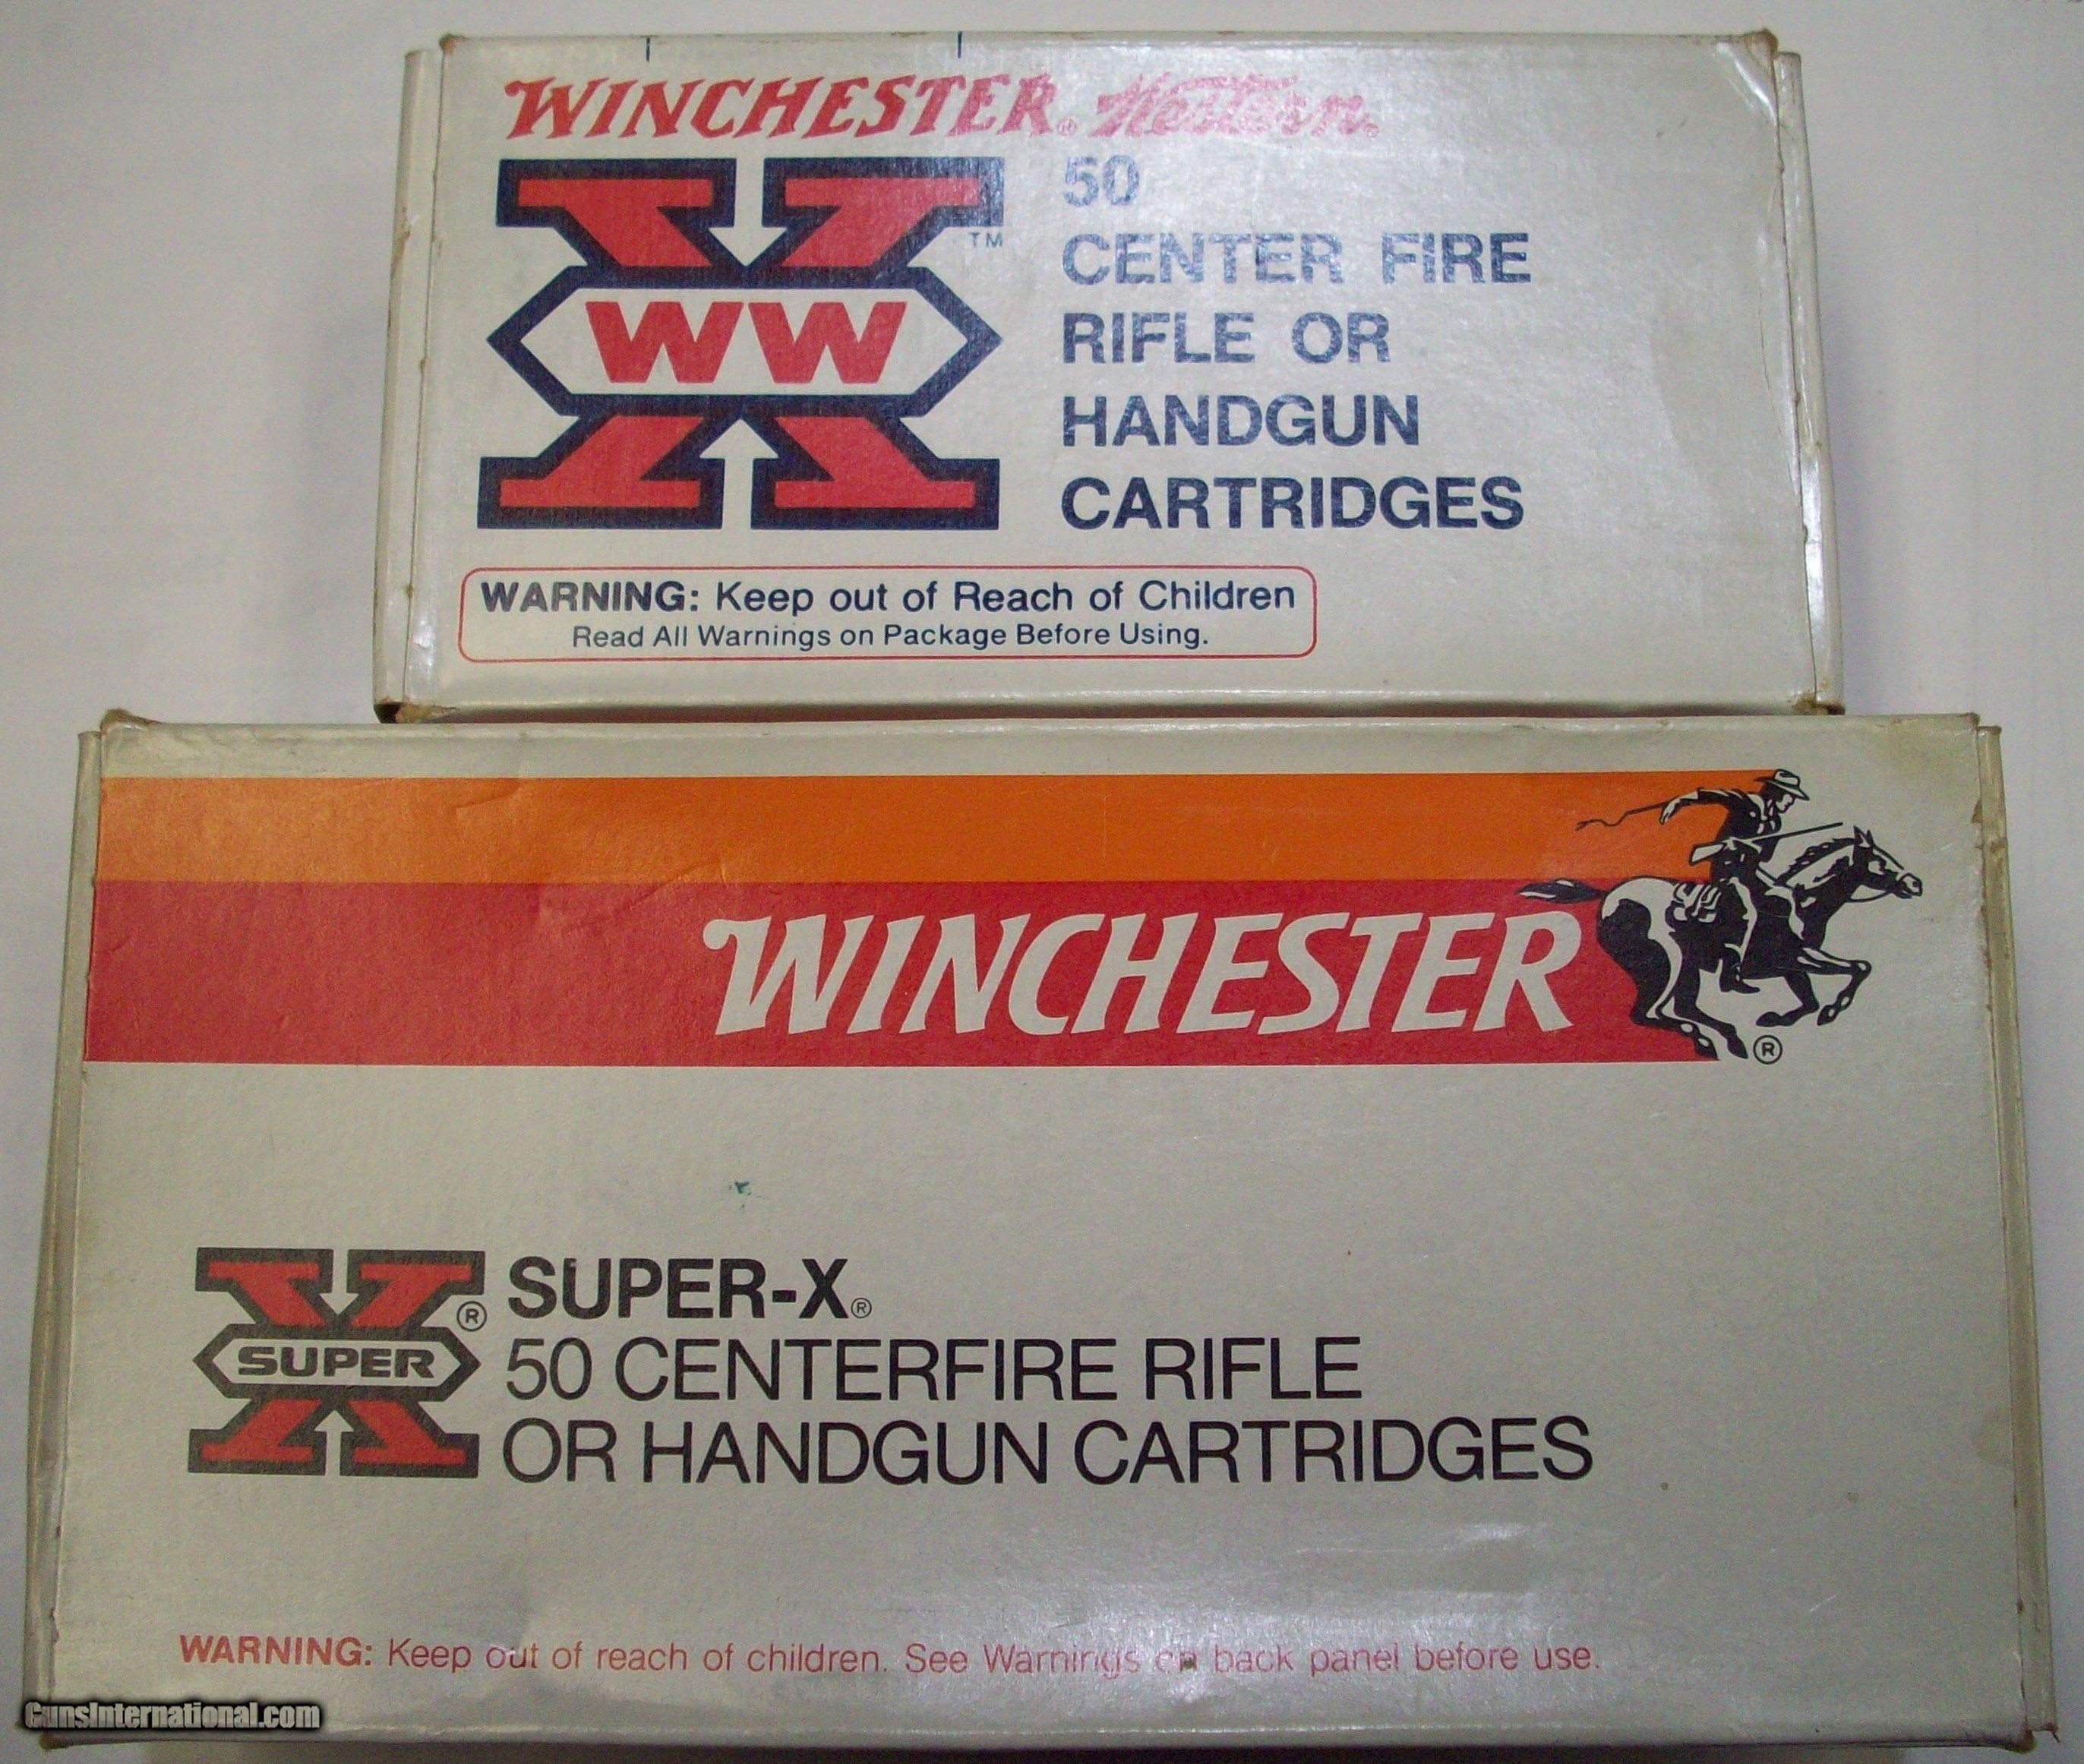 WINCHESTER® Western®
TM
WW
50
CENTER FIRE
RIFLE OR
HANDGUN
CARTRIDGES
WARNING: Keep out of Reach of Children
Read All Warnings on Package Before Using.
WINCHESTER
®
SUPER ®
SUPER-X®
50 CENTERFIRE RIFLE
OR HANDGUN CARTRIDGES
WARNING: Keep out of reach of children. See Warnings on back panel before use.
GunsInternational.com